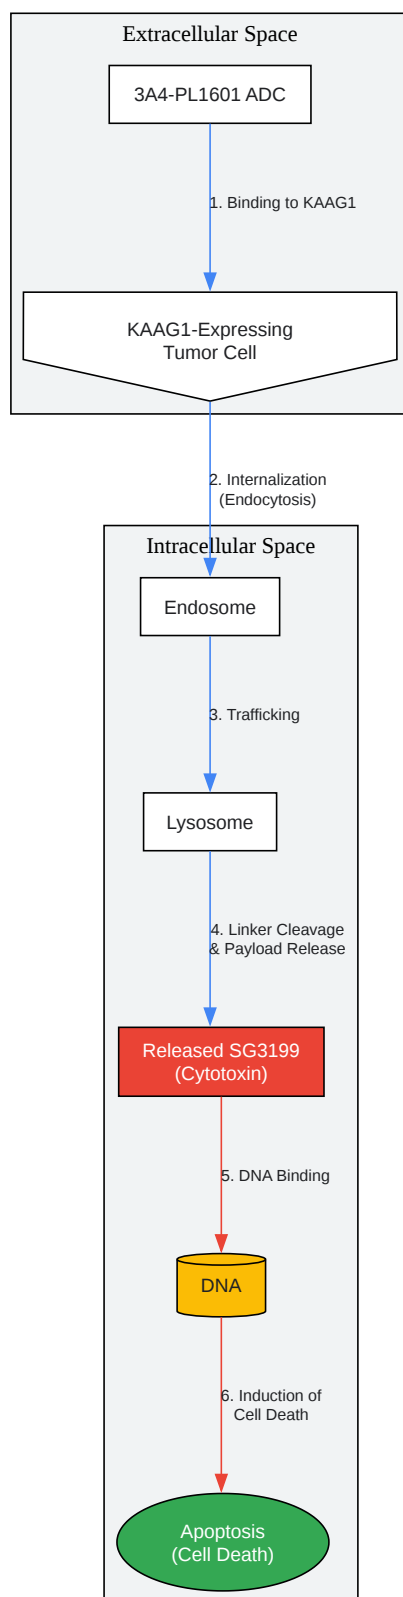 Extracellular Space
3A4-PL1601 ADC
1. Binding to KAAG1
KAAG1-Expressing
Tumor Cell
2. Internalization
(Endocytosis)
Intracellular Space
Endosome
3. Trafficking
Lysosome
4. Linker Cleavage
& Payload Release
Released SG3199
(Cytotoxin)
5. DNA Binding
DNA
6. Induction of
Cell Death
Apoptosis
(Cell Death)